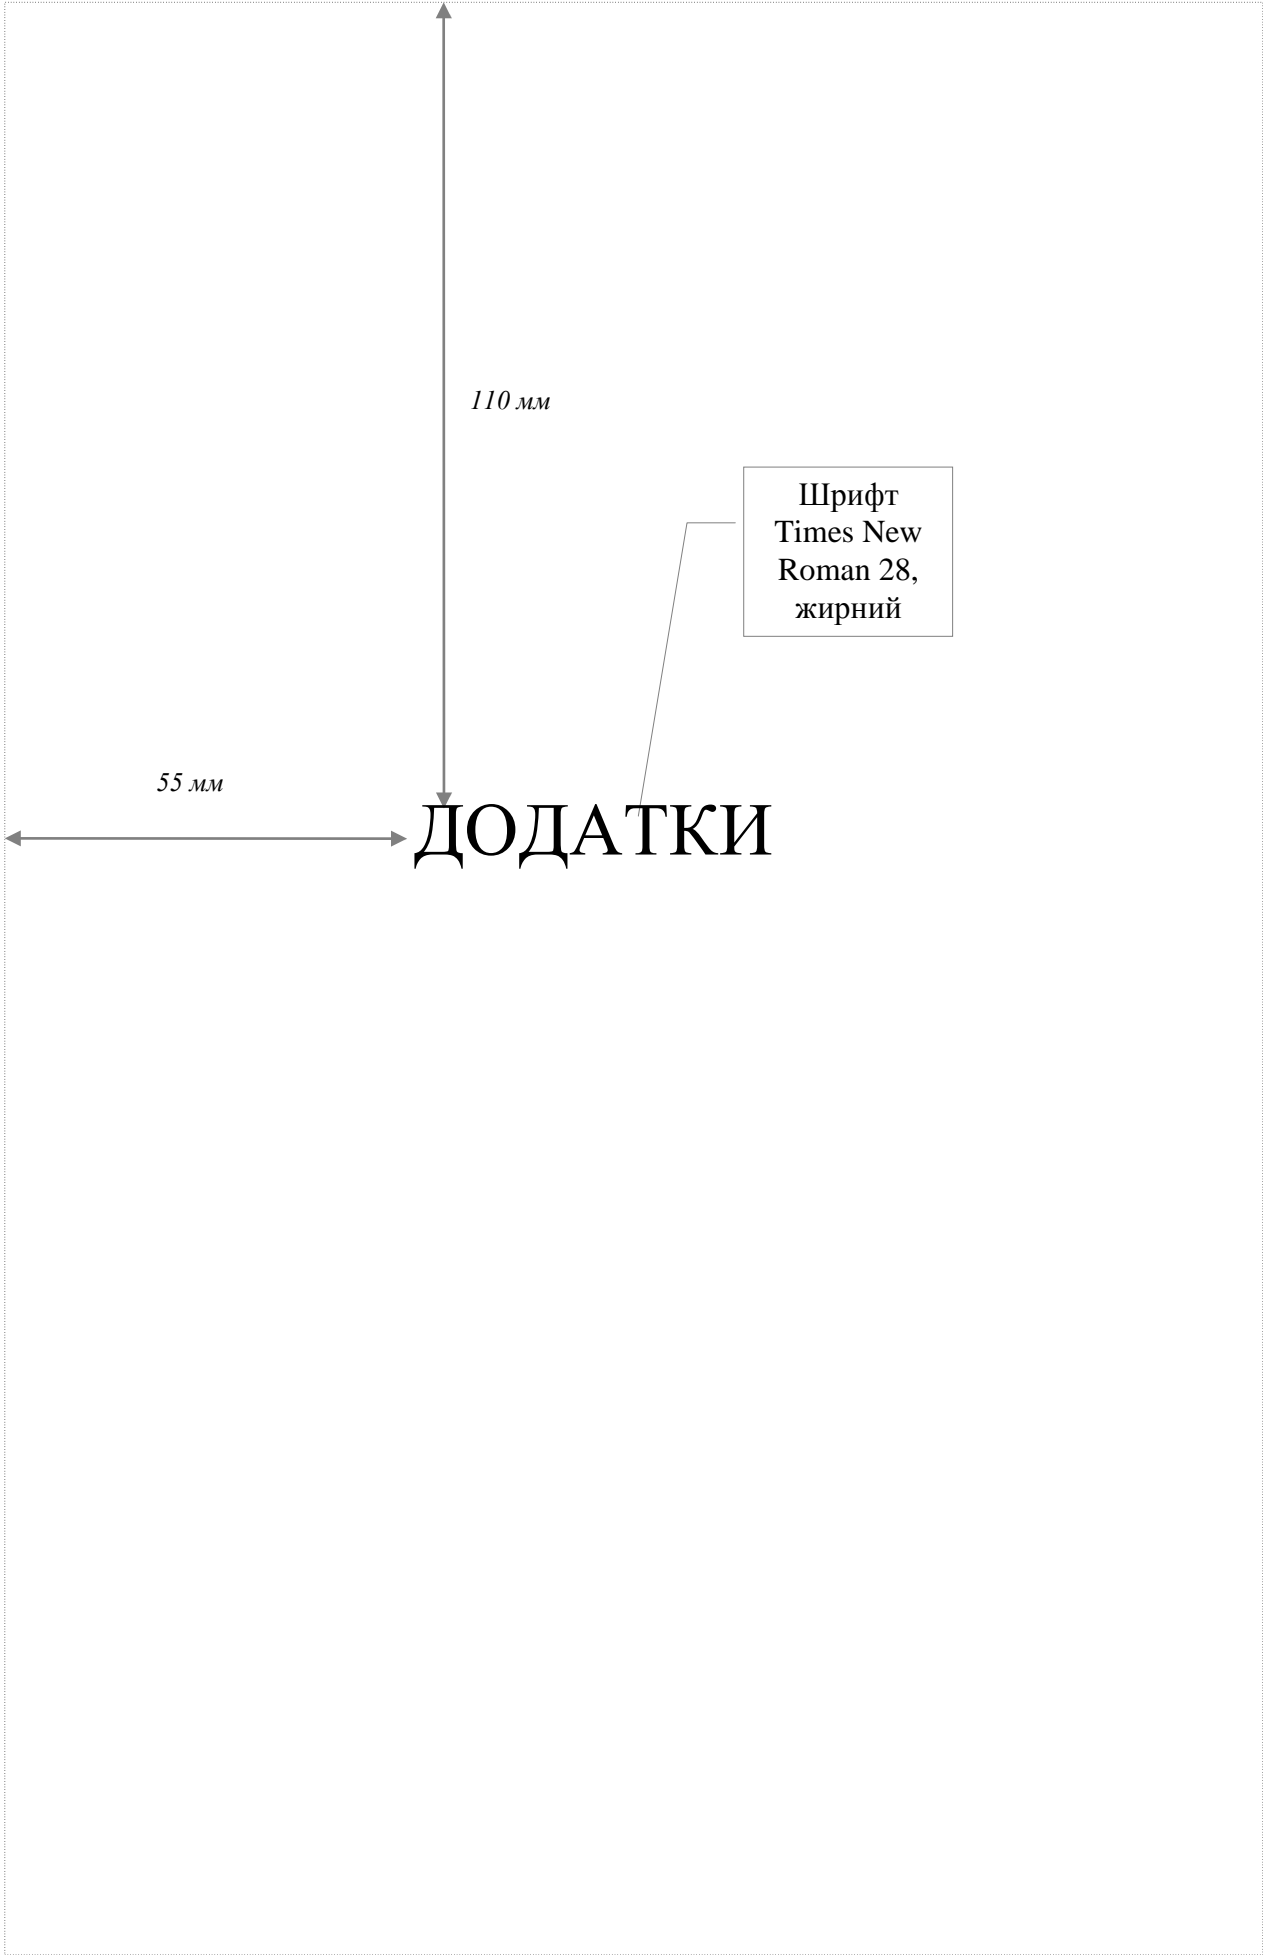 110 мм
Шрифт
Times New
Roman 28,
жирний
55 мм
ДОДАТКИ